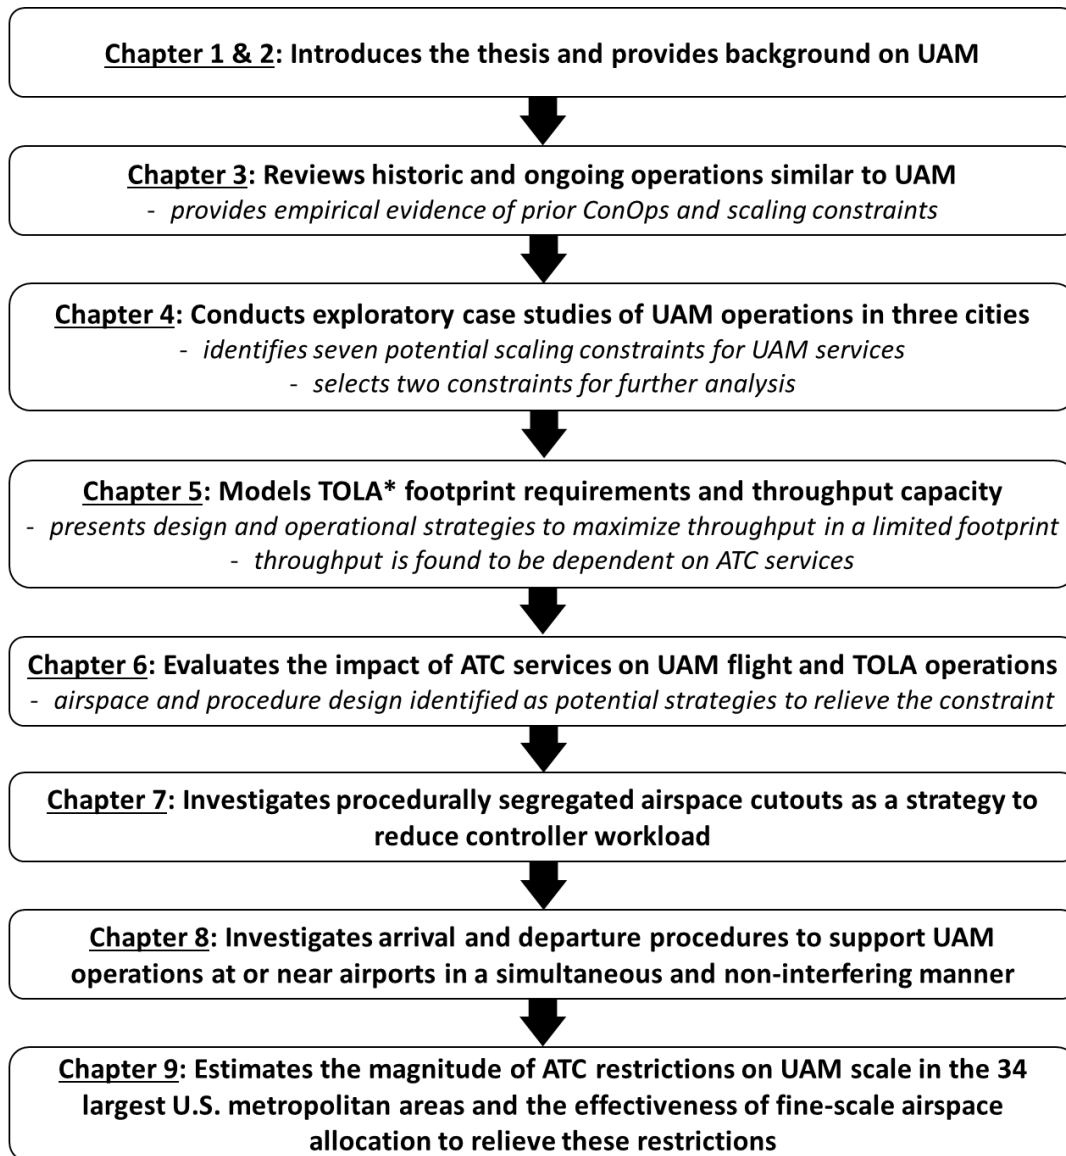 Chapter 1 & 2: Introduces the thesis and provides background on UAM
Chapter 3: Reviews historic and ongoing operations similar to UAM
- provides empirical evidence of prior ConOps and scaling constraints
Chapter 4: Conducts exploratory case studies of UAM operations in three cities
- identifies seven potential scaling constraints for UAM services
- selects two constraints for further analysis
Chapter 5: Models TOLA* footprint requirements and throughput capacity
- presents design and operational strategies to maximize throughput in a limited footprint
- throughput is found to be dependent on ATC services
Chapter 6: Evaluates the impact of ATC services on UAM flight and TOLA operations
- airspace and procedure design identified as potential strategies to relieve the constraint
Chapter 7: Investigates procedurally segregated airspace cutouts as a strategy to
reduce controller workload
Chapter 8: Investigates arrival and departure procedures to support UAM
operations at or near airports in a simultaneous and non-interfering manner
Chapter 9: Estimates the magnitude of ATC restrictions on UAM scale in the 34
largest U.S. metropolitan areas and the effectiveness of fine-scale airspace
allocation to relieve these restrictions